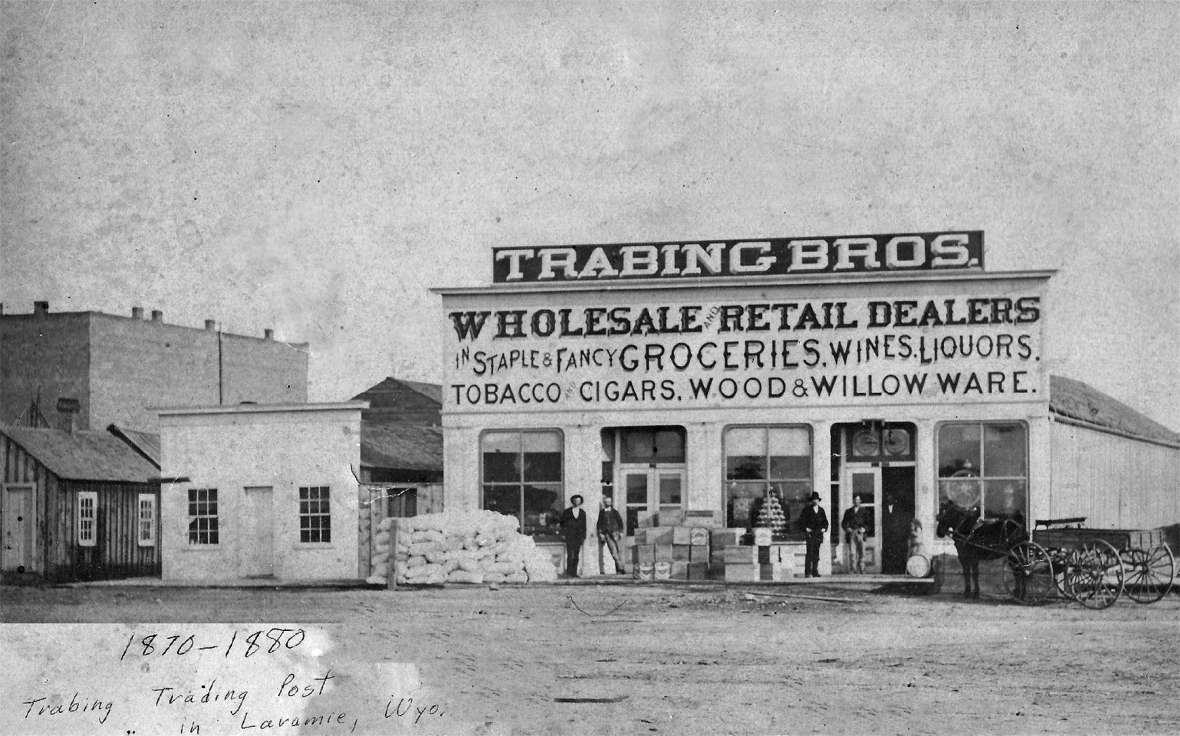 TRABING BROS.
WHOLESALE AND RETAIL DEALERS
IN STAPLE & FANCY GROCERIES, WINES, LIQUORS,
TOBACCO AND CIGARS, WOOD & WILLOW WARE.
1870-1880
Trabing Trading Post
" in Laramie, Wyo.